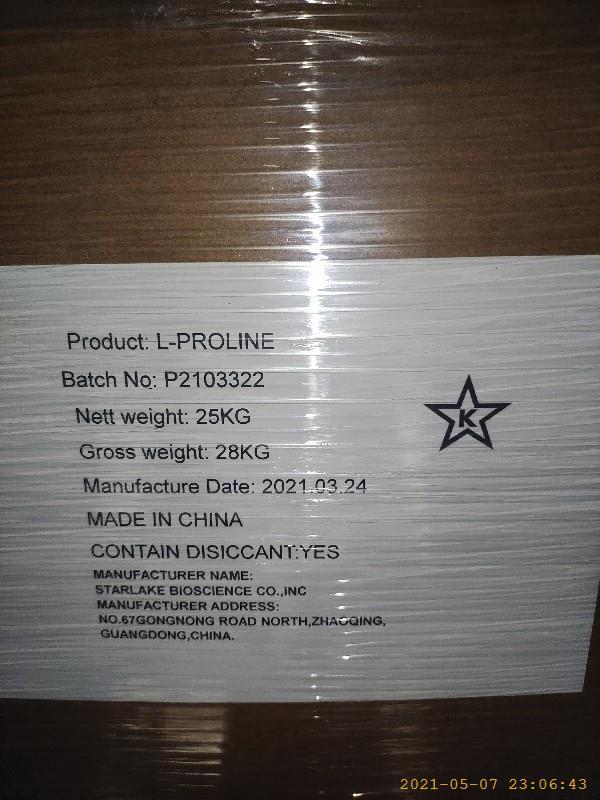 Product: L-PROLINE
Batch No: P2103322
Nett weight: 25KG
K
Gross weight: 28KG
Manufacture Date: 2021.03.24
MADE IN CHINA
CONTAIN DISICCANT:YES
MANUFACTURER NAME:
STARLAKE BIOSCIENCE CO.,INC
MANUFACTURER ADDRESS:
NO.67GONGNONG ROAD NORTH,ZHAOQING,
GUANGDONG,CHINA.
2021-05-07 23:06:43